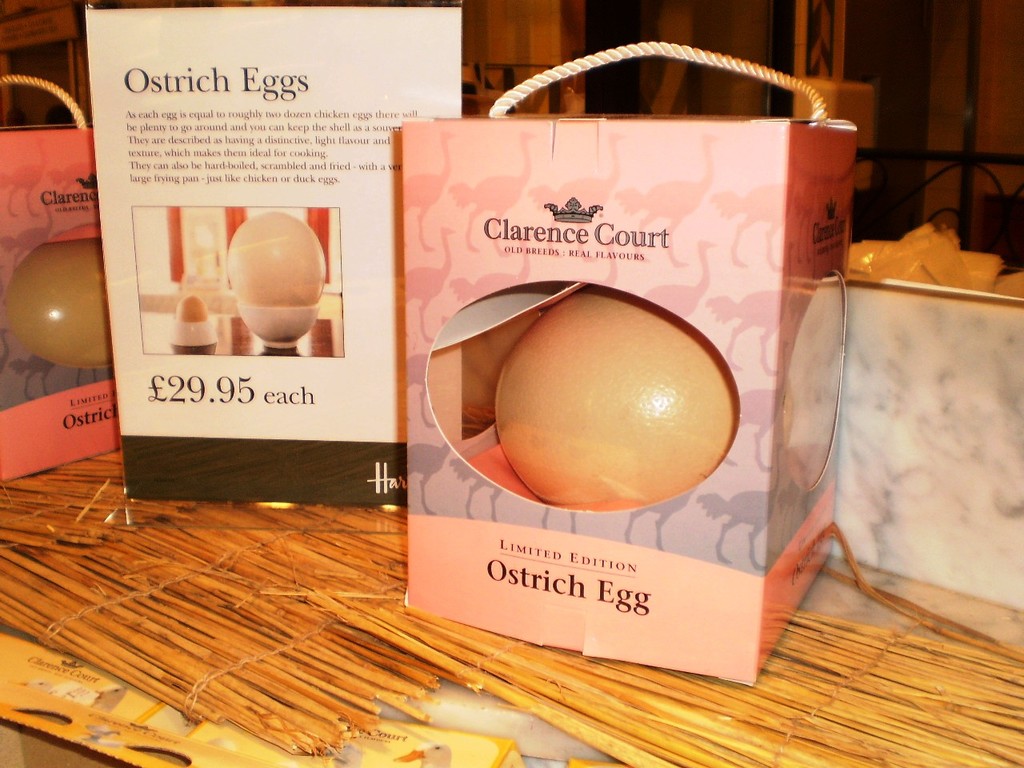 Ostrich Eggs
As each egg is equal to roughly two dozen chicken eggs there will
be plenty to go around and you can keep the shell as a
They are described as having a distinctive, light flavour and
texture, which makes them ideal for cooking.
They can also be hard-boiled, scrambled and fried - with a
large frying pan - just like chicken or duck eggs.
£29.95 each
Har
Clarence Court
OLD BREEDS : REAL FLAVOURS
LIMITED EDITION
Ostrich Egg
Clarence
LIMITED
Ostrich
Clarence Court
Court